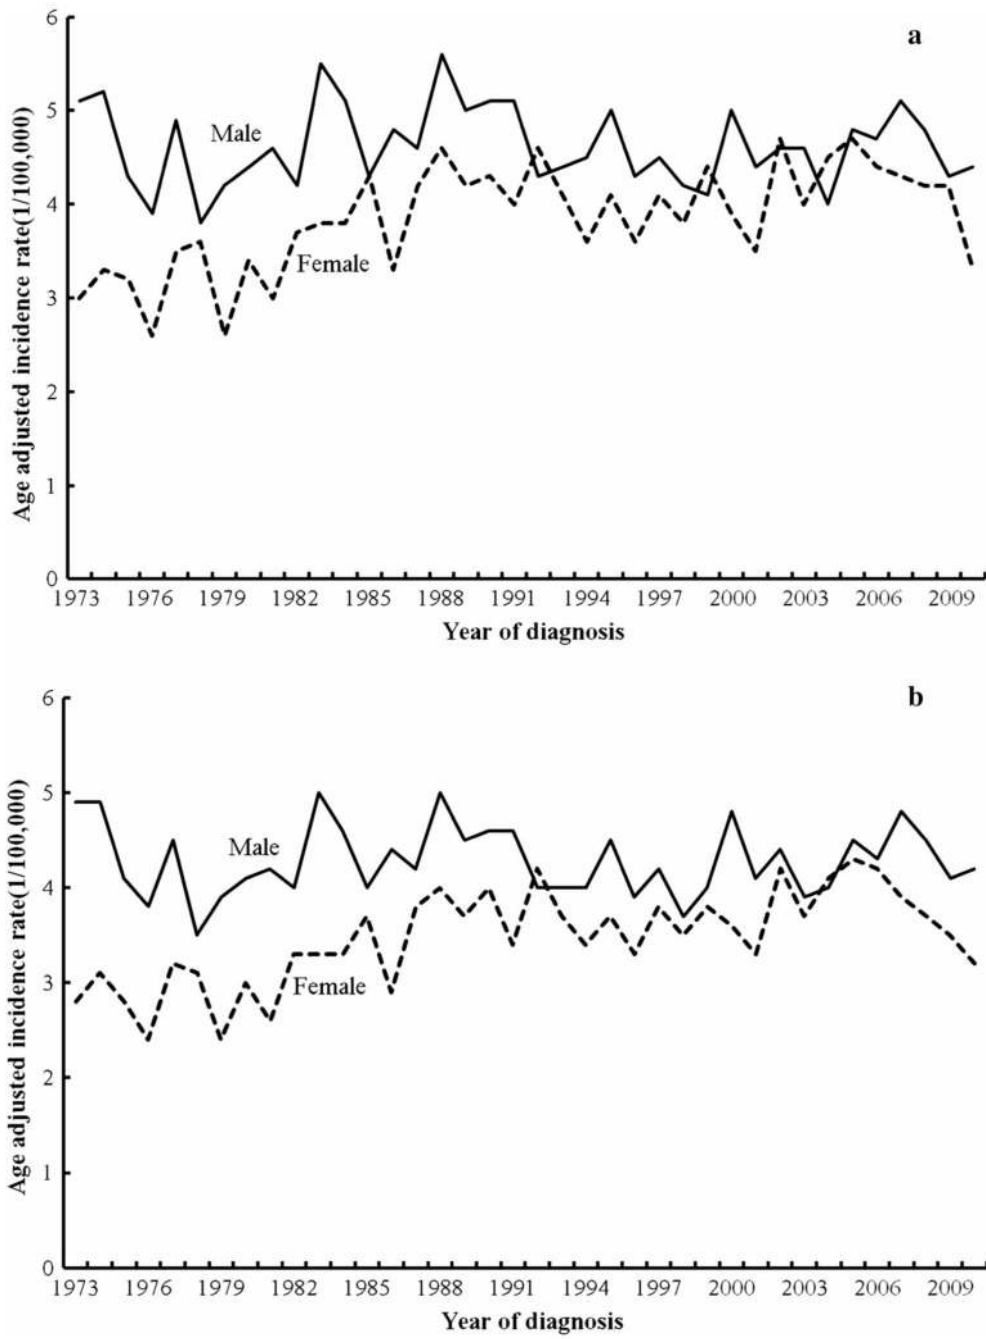 a
6
5
4
3
2
1
0
Age adjusted incidence rate(1/100,000)
Male
Female
1973 1976 1979 1982 1985 1988 1991 1994 1997 2000 2003 2006 2009
Year of diagnosis
b
6
5
4
3
2
1
0
Age adjusted incidence rate(1/100,000)
Male
Female
1973 1976 1979 1982 1985 1988 1991 1994 1997 2000 2003 2006 2009
Year of diagnosis